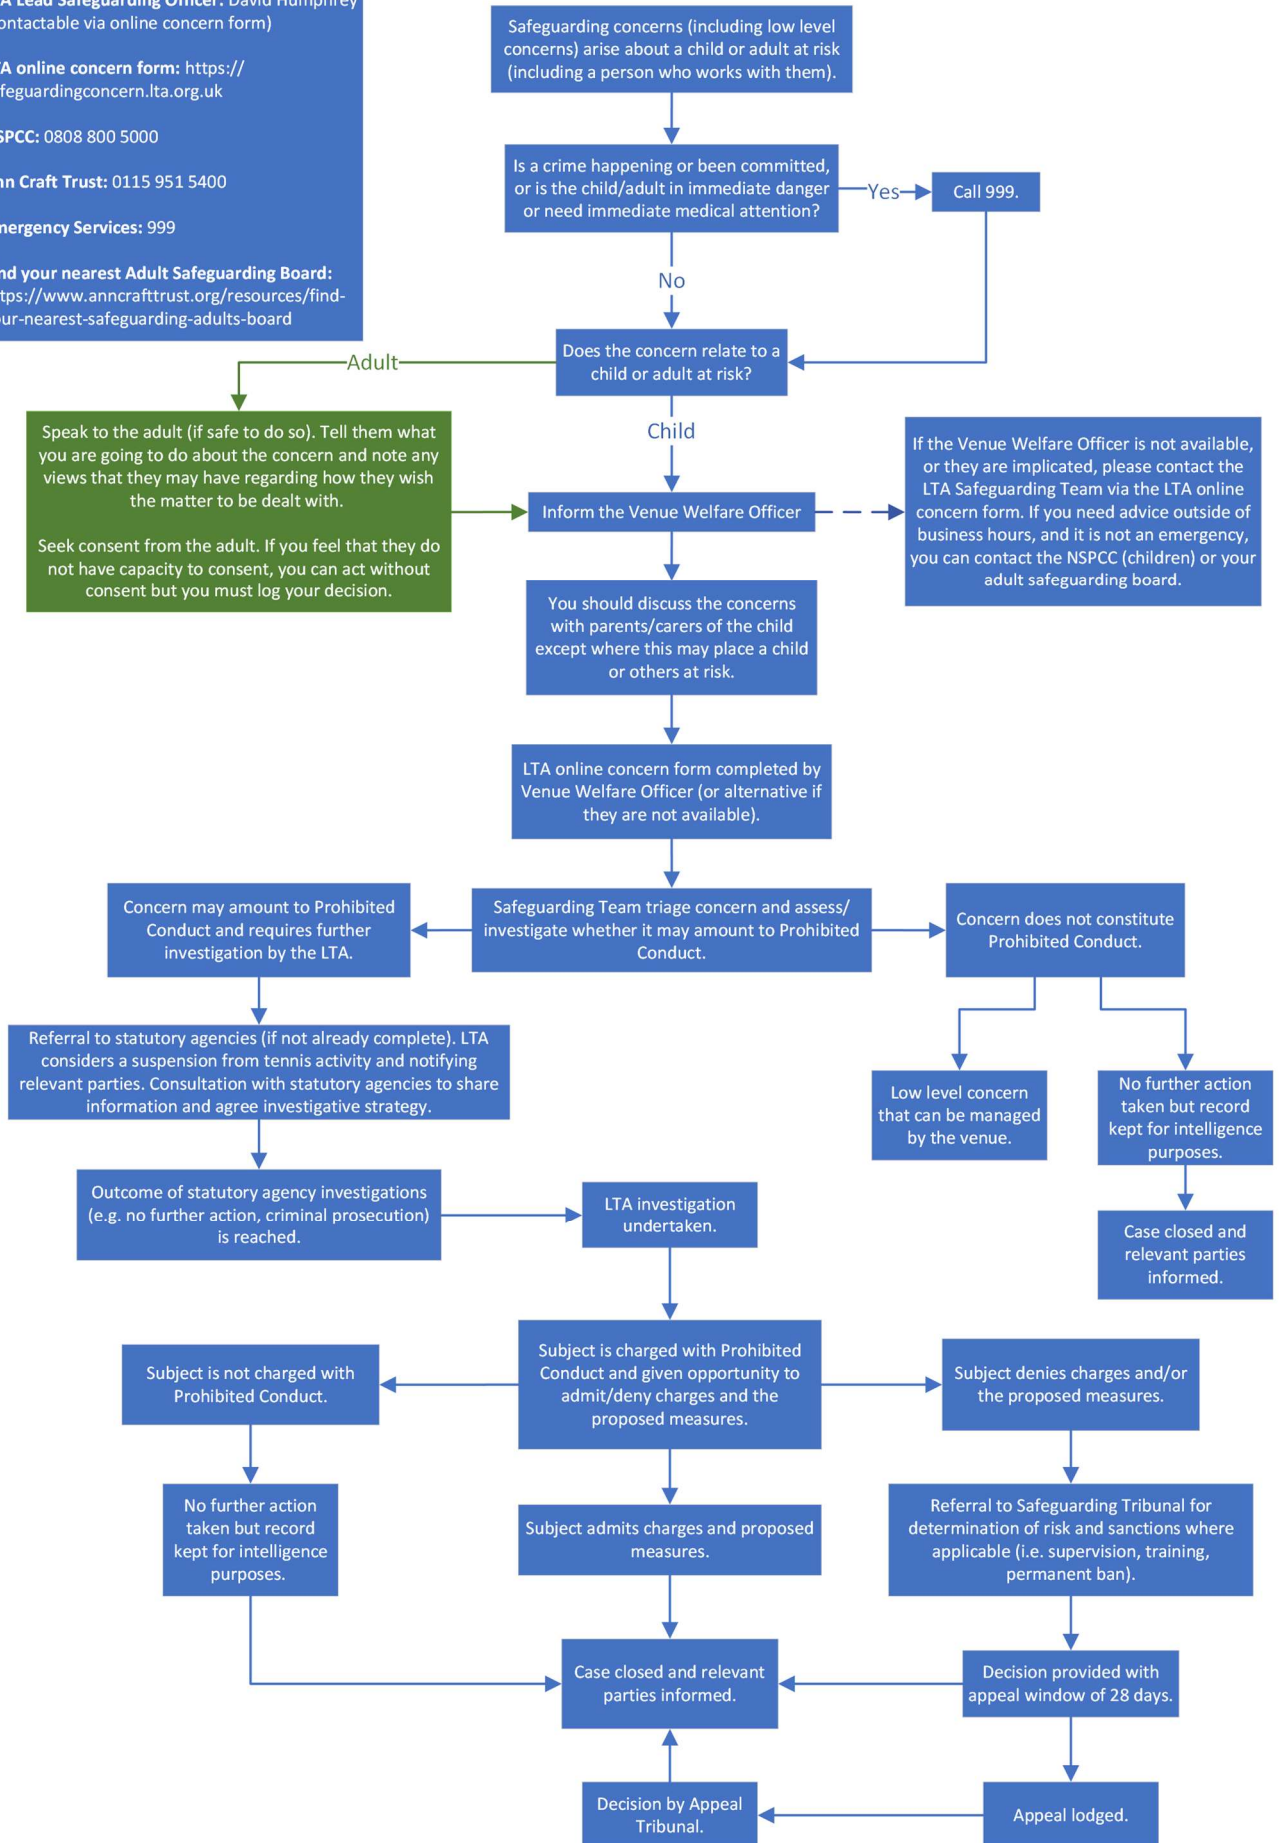 Lead Safeguarding Officer: David Humphrey
ontactable via online concern form)
online concern form: https://
feguardingconcern.lta.org.uk
SPCC: 0808 800 5000
nn Craft Trust: 0115 951 5400
mergency Services: 999
nd your nearest Adult Safeguarding Board:
tps://www.anncrafttrust.org/resources/find-
ur-nearest-safeguarding-adults-board
Safeguarding concerns (including low level
concerns) arise about a child or adult at risk
(including a person who works with them).
Is a crime happening or been committed,
or is the child/adult in immediate danger
or need immediate medical attention?
Yes
Call 999.
No
Does the concern relate to a
child or adult at risk?
Adult
Child
Speak to the adult (if safe to do so). Tell them what
you are going to do about the concern and note any
views that they may have regarding how they wish
the matter to be dealt with.
Seek consent from the adult. If you feel that they do
not have capacity to consent, you can act without
consent but you must log your decision.
Inform the Venue Welfare Officer
If the Venue Welfare Officer is not available,
or they are implicated, please contact the
LTA Safeguarding Team via the LTA online
concern form. If you need advice outside of
business hours, and it is not an emergency,
you can contact the NSPCC (children) or your
adult safeguarding board.
You should discuss the concerns
with parents/carers of the child
except where this may place a child
or others at risk.
LTA online concern form completed by
Venue Welfare Officer (or alternative if
they are not available).
Concern may amount to Prohibited
Conduct and requires further
investigation by the LTA.
Safeguarding Team triage concern and assess/
investigate whether it may amount to Prohibited
Conduct.
Concern does not constitute
Prohibited Conduct.
Referral to statutory agencies (if not already complete). LTA
considers a suspension from tennis activity and notifying
relevant parties. Consultation with statutory agencies to share
information and agree investigative strategy.
Low level concern
that can be managed
by the venue.
No further action
taken but record
kept for intelligence
purposes.
Outcome of statutory agency investigations
(e.g. no further action, criminal prosecution)
is reached.
LTA investigation
undertaken.
Case closed and
relevant parties
informed.
Subject is not charged with
Prohibited Conduct.
Subject is charged with Prohibited
Conduct and given opportunity to
admit/deny charges and the
proposed measures.
Subject denies charges and/or
the proposed measures.
No further action
taken but record
kept for intelligence
purposes.
Subject admits charges and proposed
measures.
Referral to Safeguarding Tribunal for
determination of risk and sanctions where
applicable (i.e. supervision, training,
permanent ban).
Case closed and relevant
parties informed.
Decision provided with
appeal window of 28 days.
Decision by Appeal
Tribunal.
Appeal lodged.